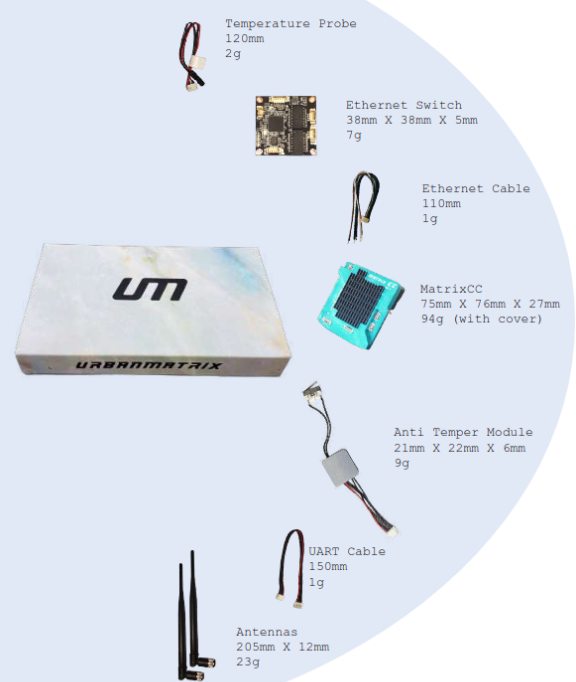 Temperature Probe
120mm
2g
Ethernet Switch
38mm X 38mm X 5mm
7g
Ethernet Cable
110mm
1g
MatrixCC
75mm X 76mm X 27mm
94g (with cover)
UM
URBANMATRIX
Anti Temper Module
21mm X 22mm X 6mm
9g
UART Cable
150mm
1g
Antennas
205mm X 12mm
23g